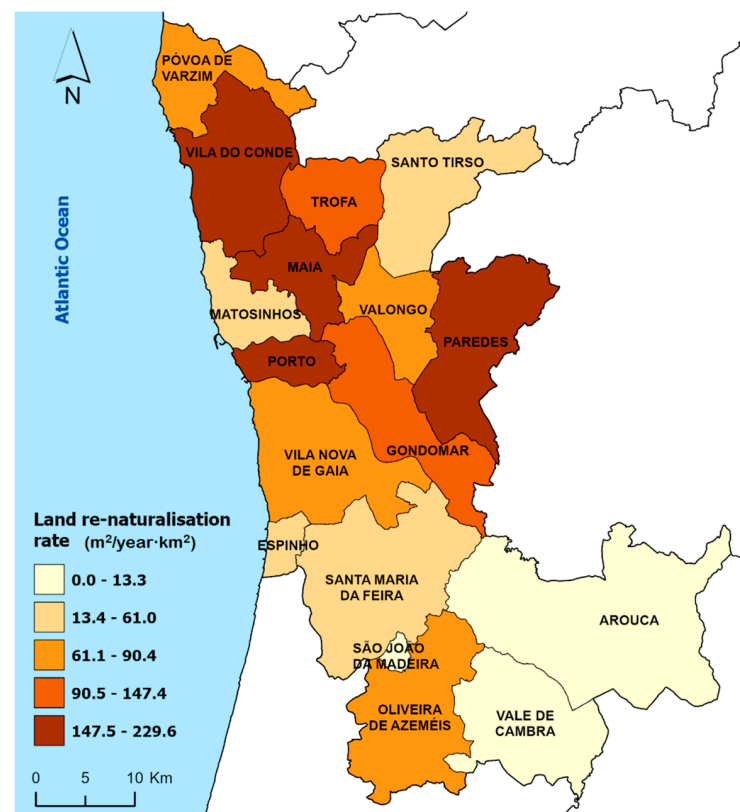 PÓVOA DE
VARZIM
N
VILA DO CONDE
SANTO TIRSO
TROFA
Atlantic Ocean
MAIA
MATOSINHOS
VALONGO
PAREDES
PORTO
GONDOMAR
VILA NOVA
DE GAIA
Land re-naturalisation
rate (m²/year·km²)
ESPINHO
0.0 - 13.3
13.4 - 61.0
61.1 - 90.4
90.5 - 147.4
147.5 - 229.6
SANTA MARIA
DA FEIRA
AROUCA
SÃO JOÃO
DA MADEIRA
OLIVEIRA
DE AZEMÉIS
VALE DE
CAMBRA
0 5 10 Km